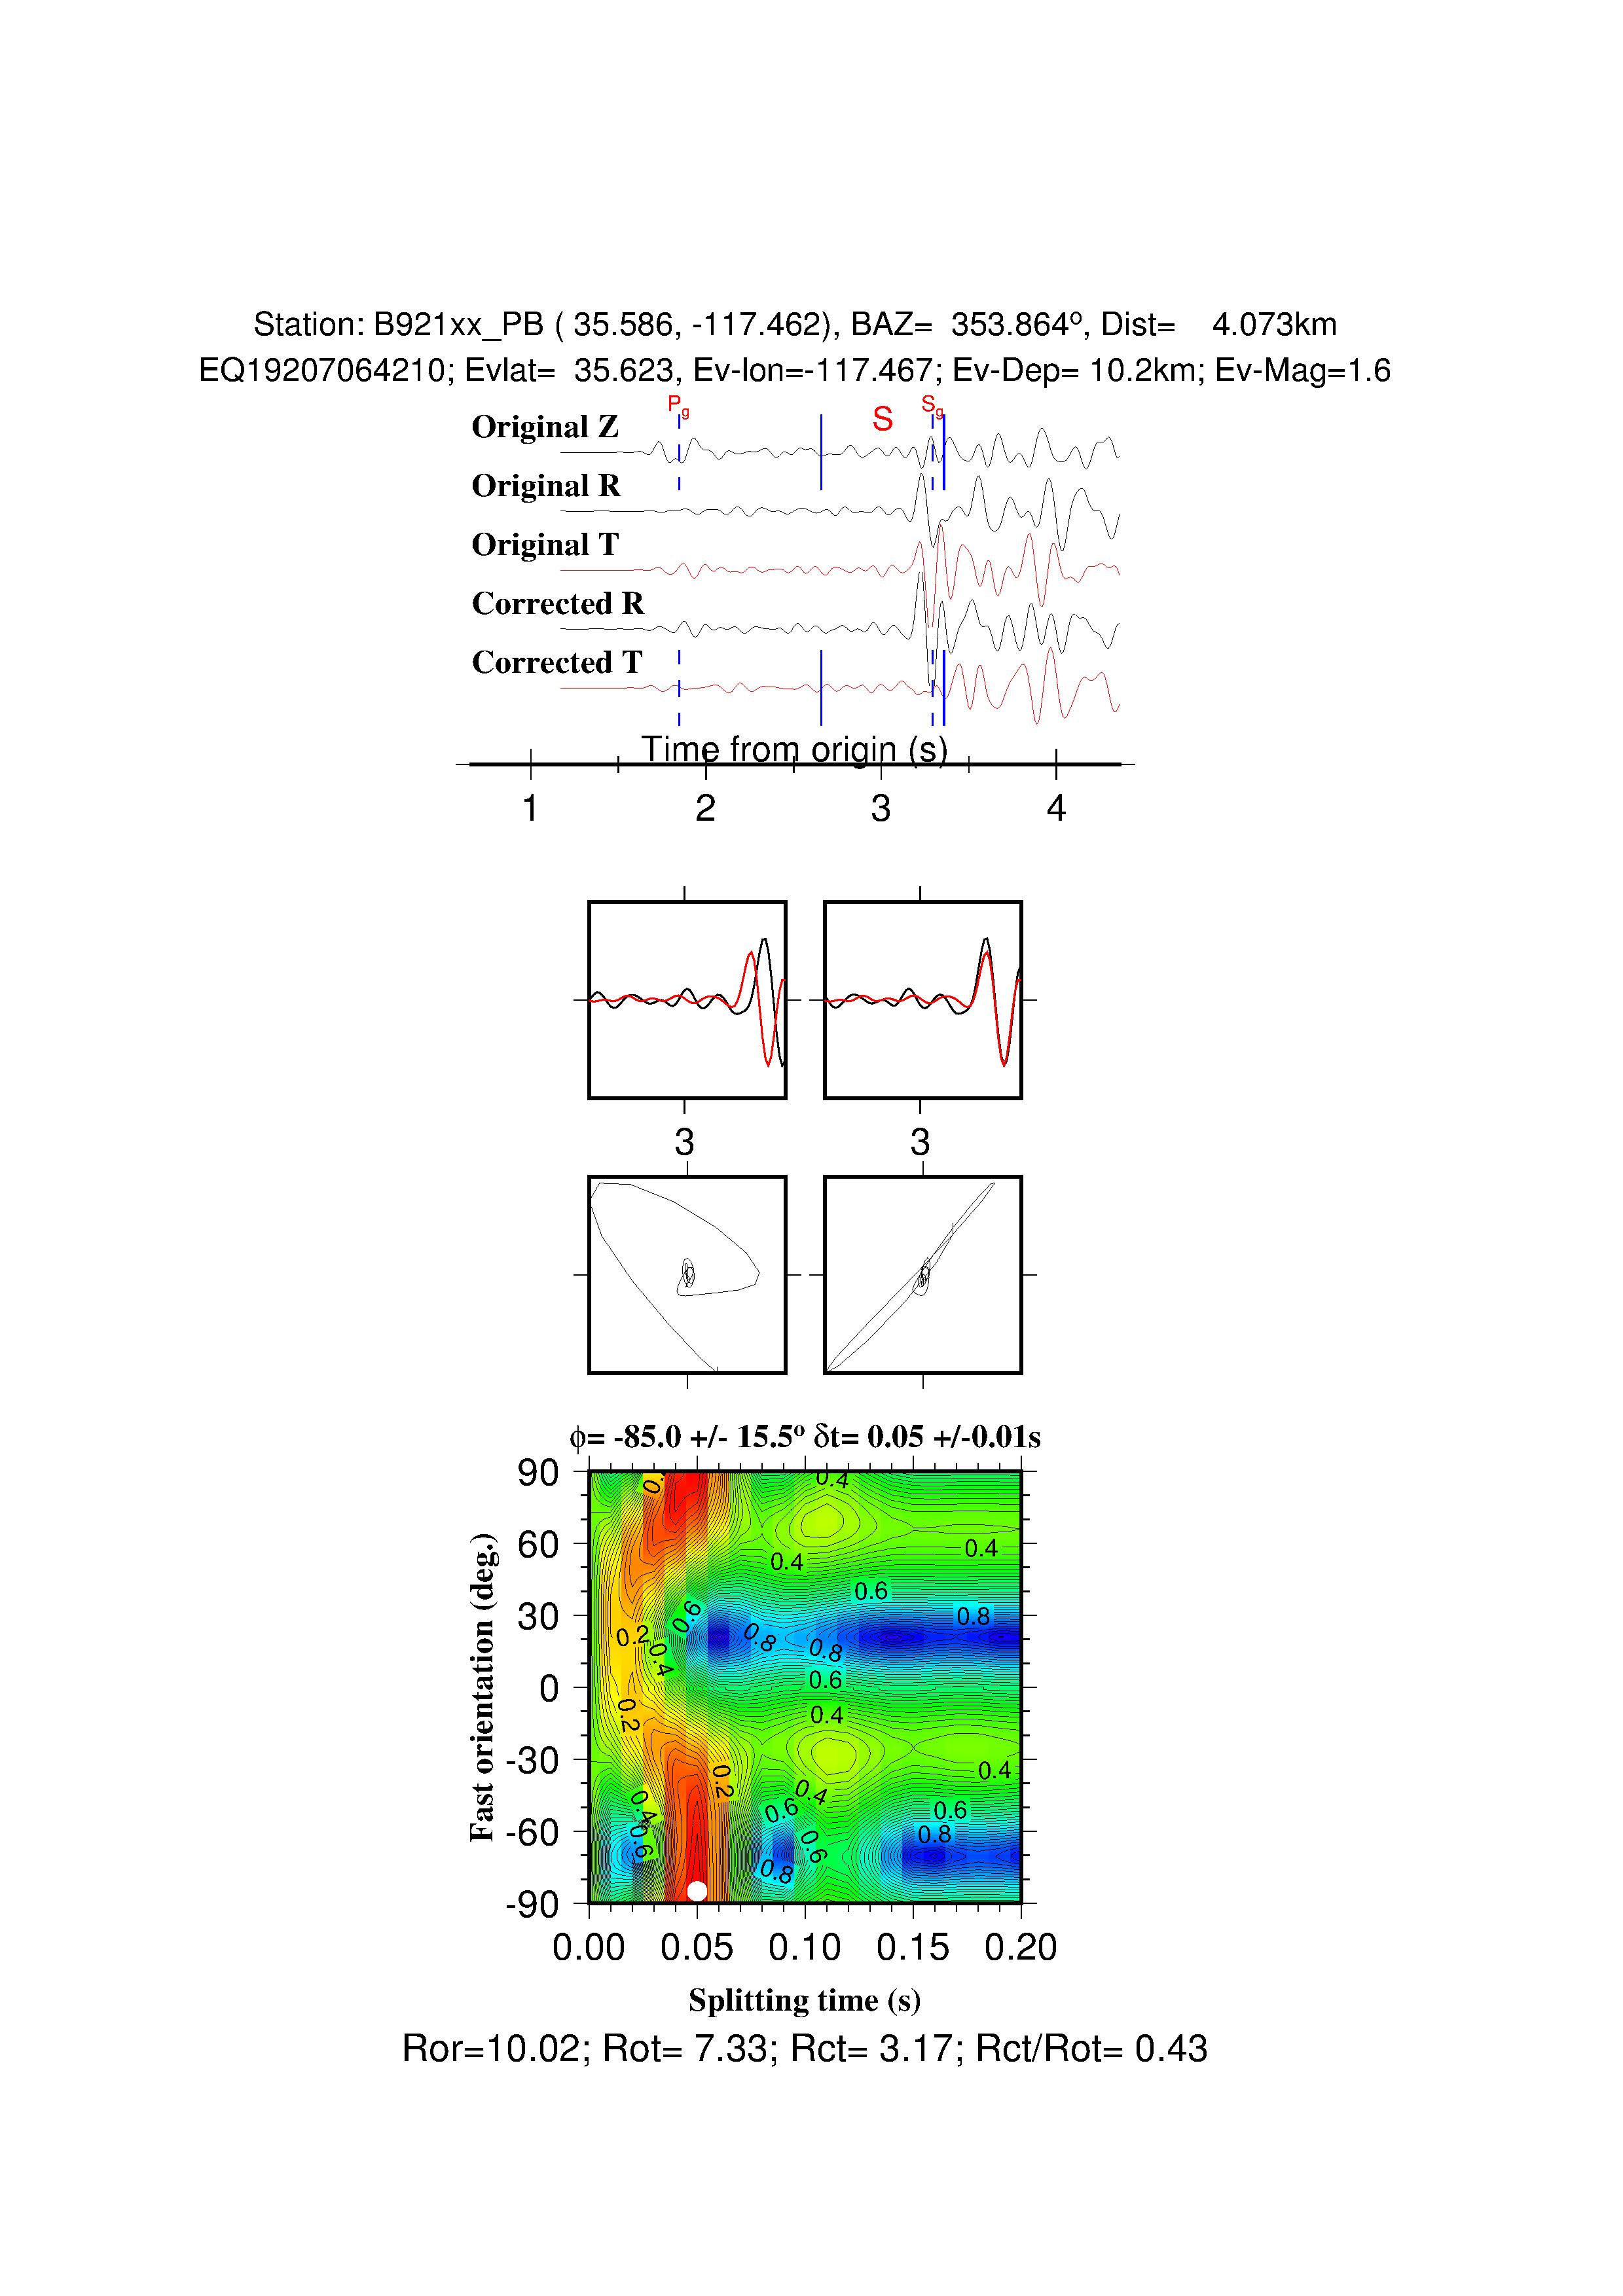 Station: B921xx_PB ( 35.586, -117.462), BAZ= 353.864º, Dist= 4.073km
EQ19207064210; Evlat= 35.623, Ev-lon=-117.467; Ev-Dep= 10.2km; Ev-Mag=1.6
Pg S Sg
Original Z
Original R
Original T
Corrected R
Corrected T
Time from origin (s)
1 2 3 4
3 3
ϕ= -85.0 +/- 15.5º δt= 0.05 +/-0.01s
Fast orientation (deg.)
90
60
30
0
-30
-60
-90
0.4
0.4 0.4
0.6
0.6 0.8
0.2 0.4 0.8 0.8
0.6
0.2 0.4
0.2 0.4
0.4 0.4
0.6 0.6
0.6 0.6 0.8
0.8
0.00 0.05 0.10 0.15 0.20
Splitting time (s)
Ror=10.02; Rot= 7.33; Rct= 3.17; Rct/Rot= 0.43